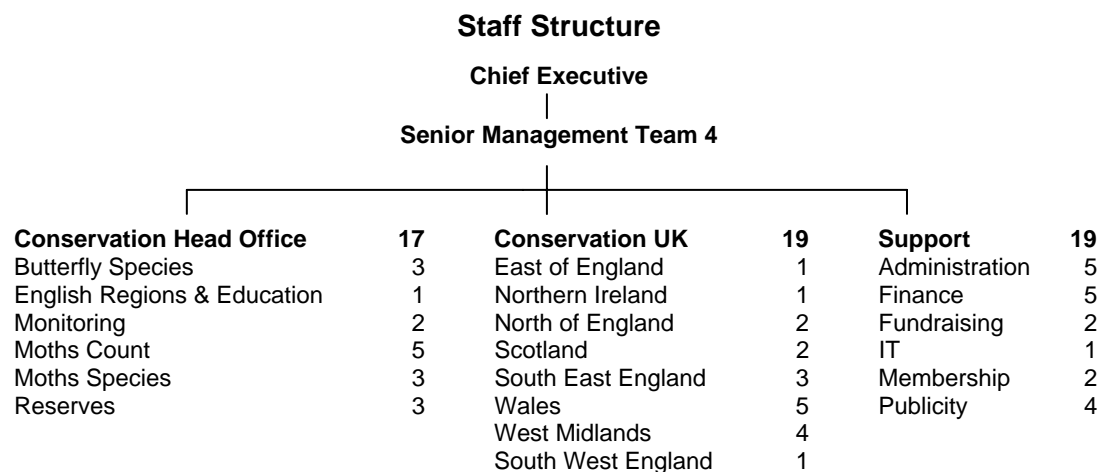 Staff Structure
Chief Executive
Senior Management Team 4
Conservation Head Office 17
Butterfly Species 3
English Regions & Education 1
Monitoring 2
Moths Count 5
Moths Species 3
Reserves 3
Conservation UK 19
East of England 1
Northern Ireland 1
North of England 2
Scotland 2
South East England 3
Wales 5
West Midlands 4
South West England 1
Support 19
Administration 5
Finance 5
Fundraising 2
IT 1
Membership 2
Publicity 4